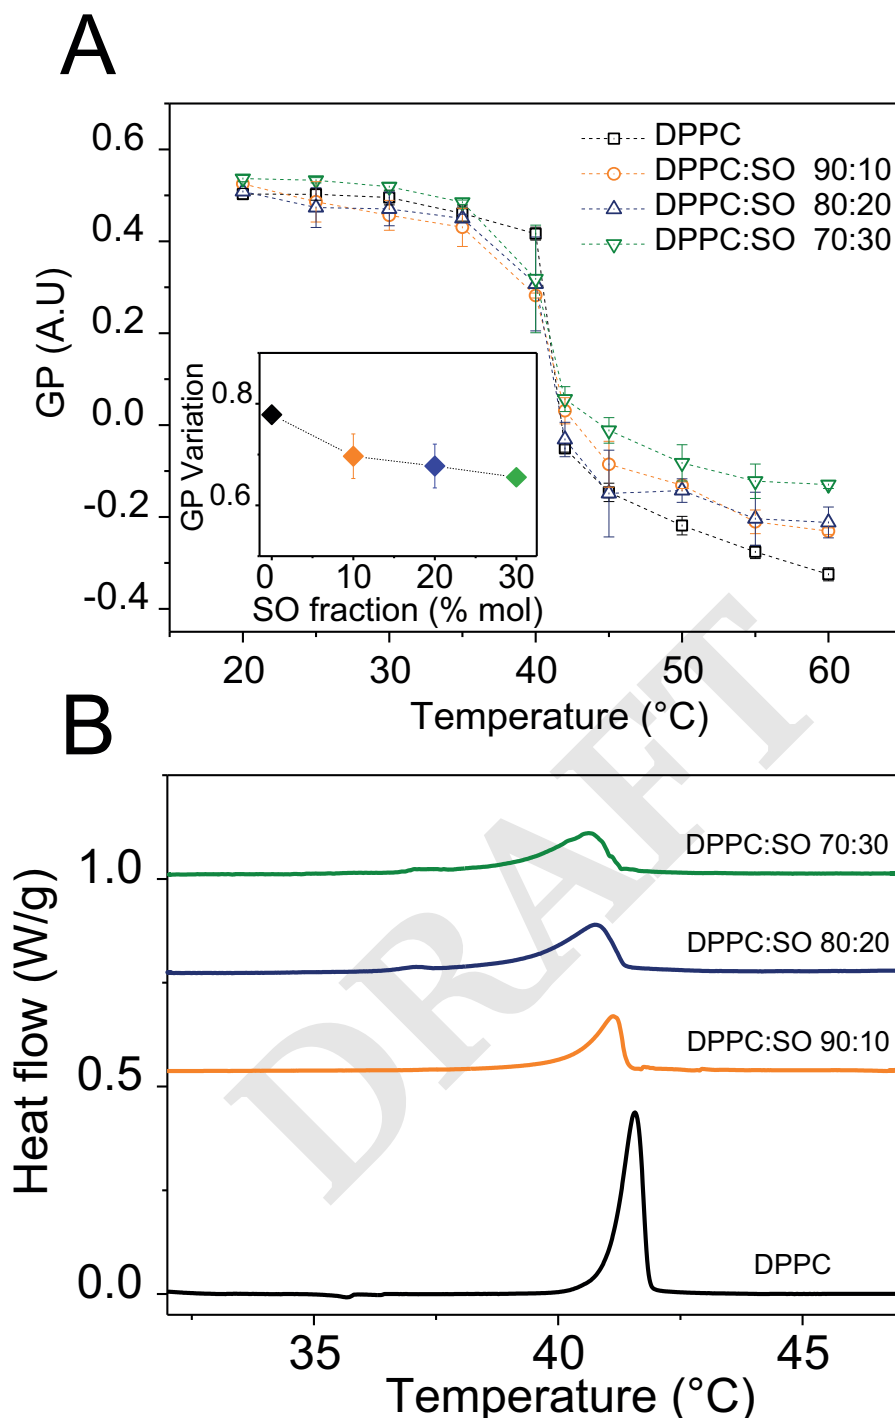 A
GP (A.U)
0.6
0.4
0.2
0.0
-0.2
-0.4
DPPC
DPPC:SO 90:10
DPPC:SO 80:20
DPPC:SO 70:30
GP Variation
0.8
0.6
0 10 20 30
SO fraction (% mol)
20 30 40 50 60
Temperature (°C)
B
Heat flow (W/g)
1.0
0.5
0.0
DPPC:SO 70:30
DPPC:SO 80:20
DPPC:SO 90:10
DPPC
35 40 45
Temperature (°C)
DRAFT